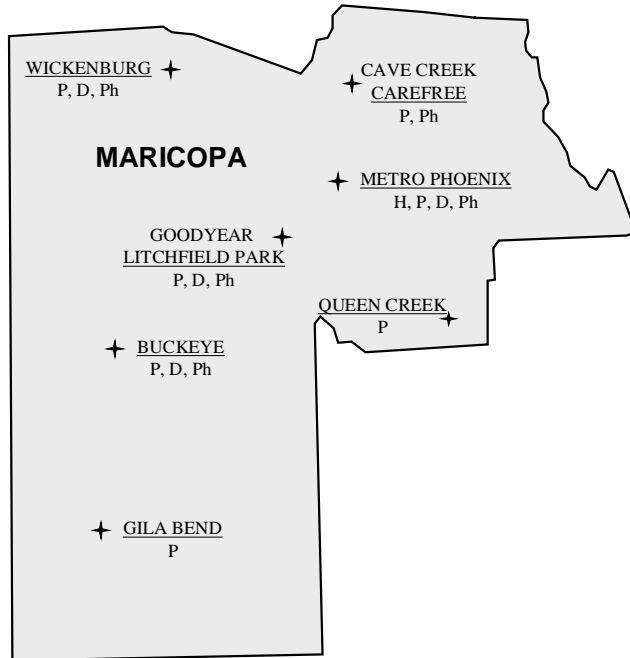 WICKENBURG
P, D, Ph
CAVE CREEK
CAREFREE
P, Ph
MARICOPA
METRO PHOENIX
H, P, D, Ph
GOODYEAR
LITCHFIELD PARK
P, D, Ph
QUEEN CREEK
P
BUCKEYE
P, D, Ph
GILA BEND
P